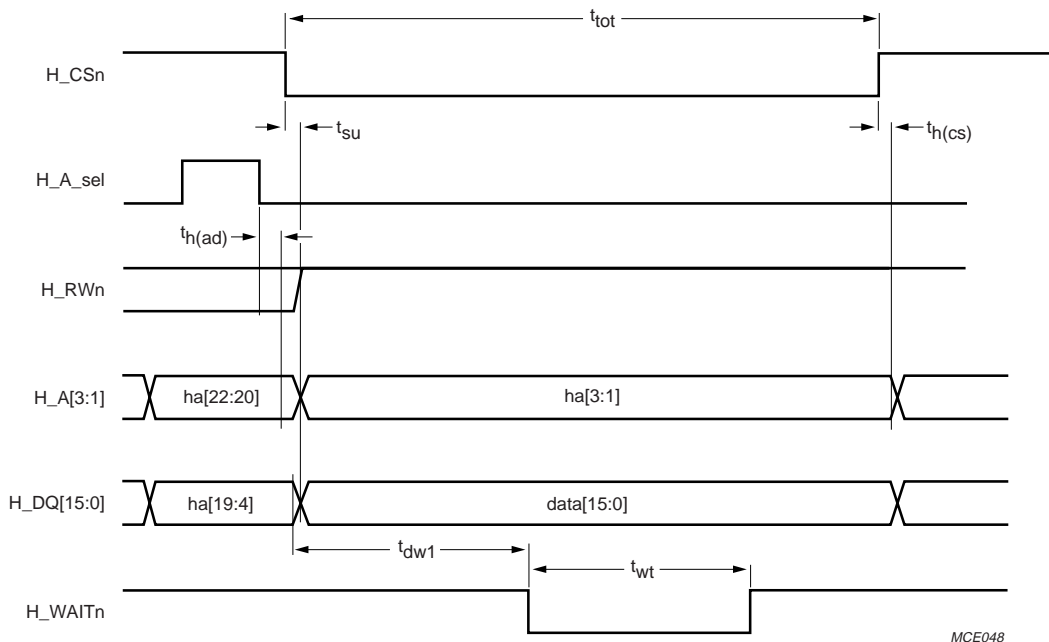 t_tot
H_CSn
t_su
t_h(cs)
H_A_sel
t_h(ad)
H_RWn
H_A[3:1]
ha[22:20]
ha[3:1]
H_DQ[15:0]
ha[19:4]
data[15:0]
t_dw1
t_wt
H_WAITn
MCE048